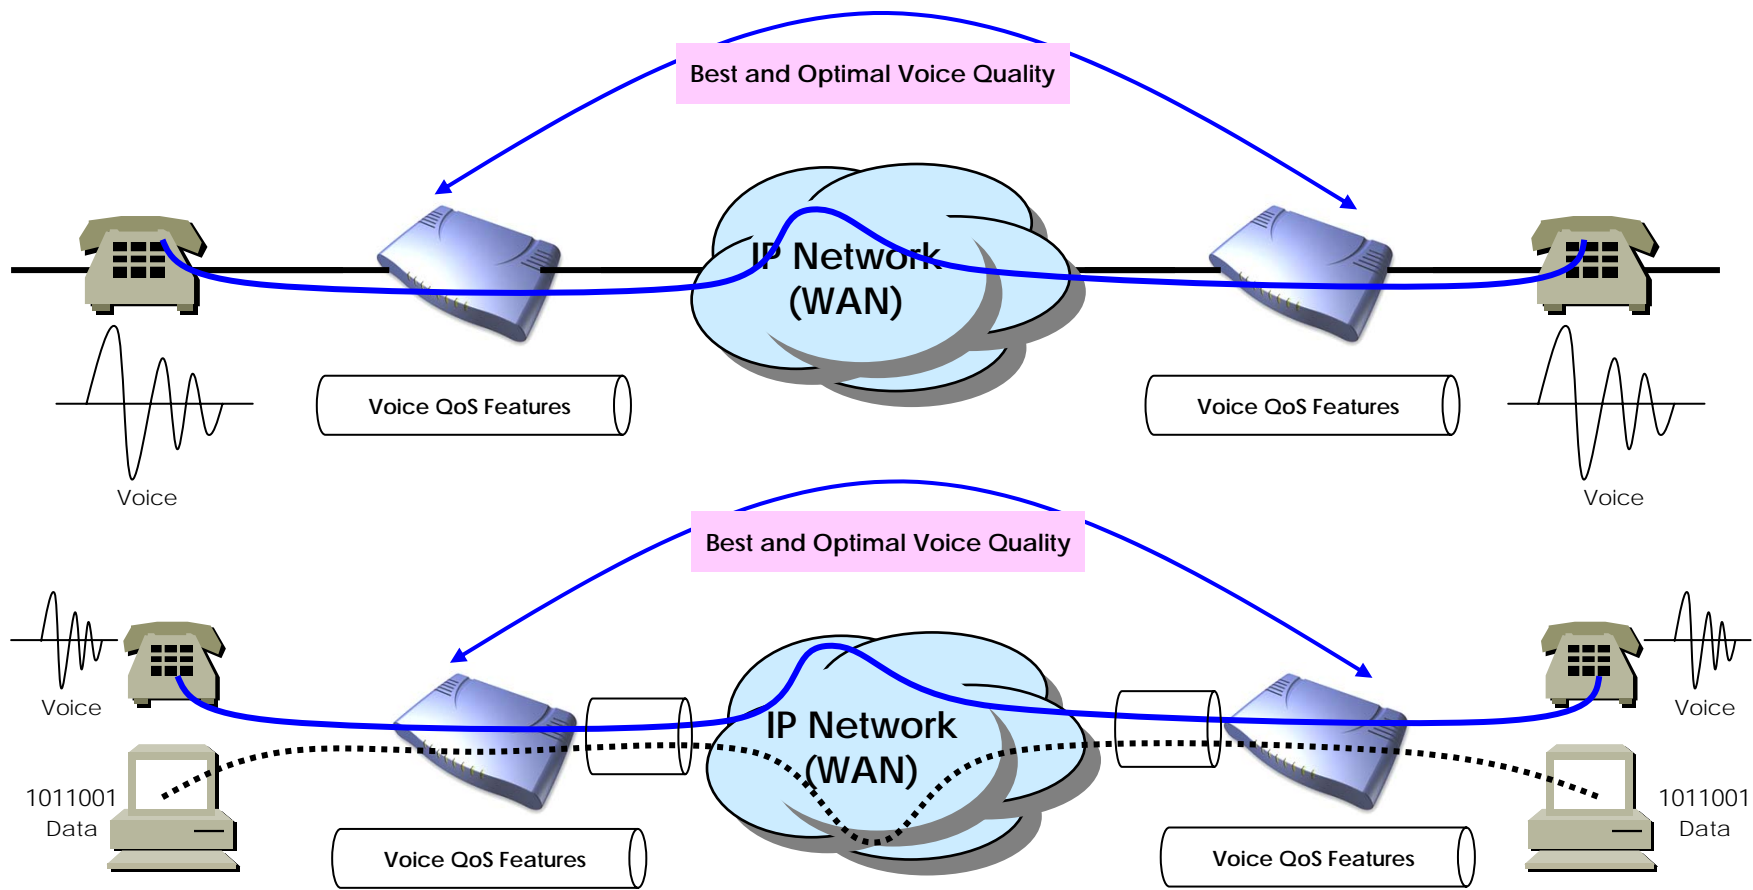 Best and Optimal Voice Quality
IP Network
(WAN)
Voice QoS Features
Voice QoS Features
Voice
Voice
Best and Optimal Voice Quality
Voice
Voice
IP Network
(WAN)
1011001
Data
1011001
Data
Voice QoS Features
Voice QoS Features